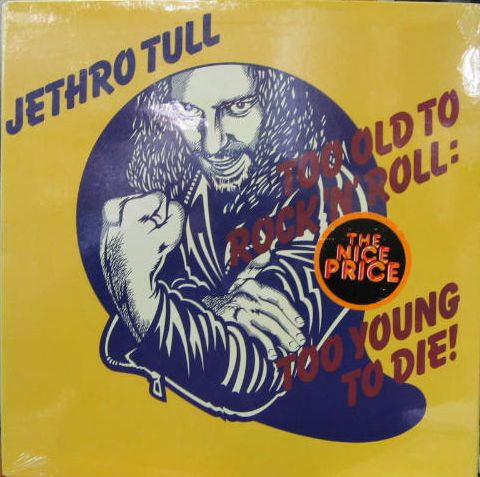 JETHRO TULL
TOO OLD TO
ROCK N' ROLL:
THE
NICE
PRICE
TOO YOUNG
TO DIE!